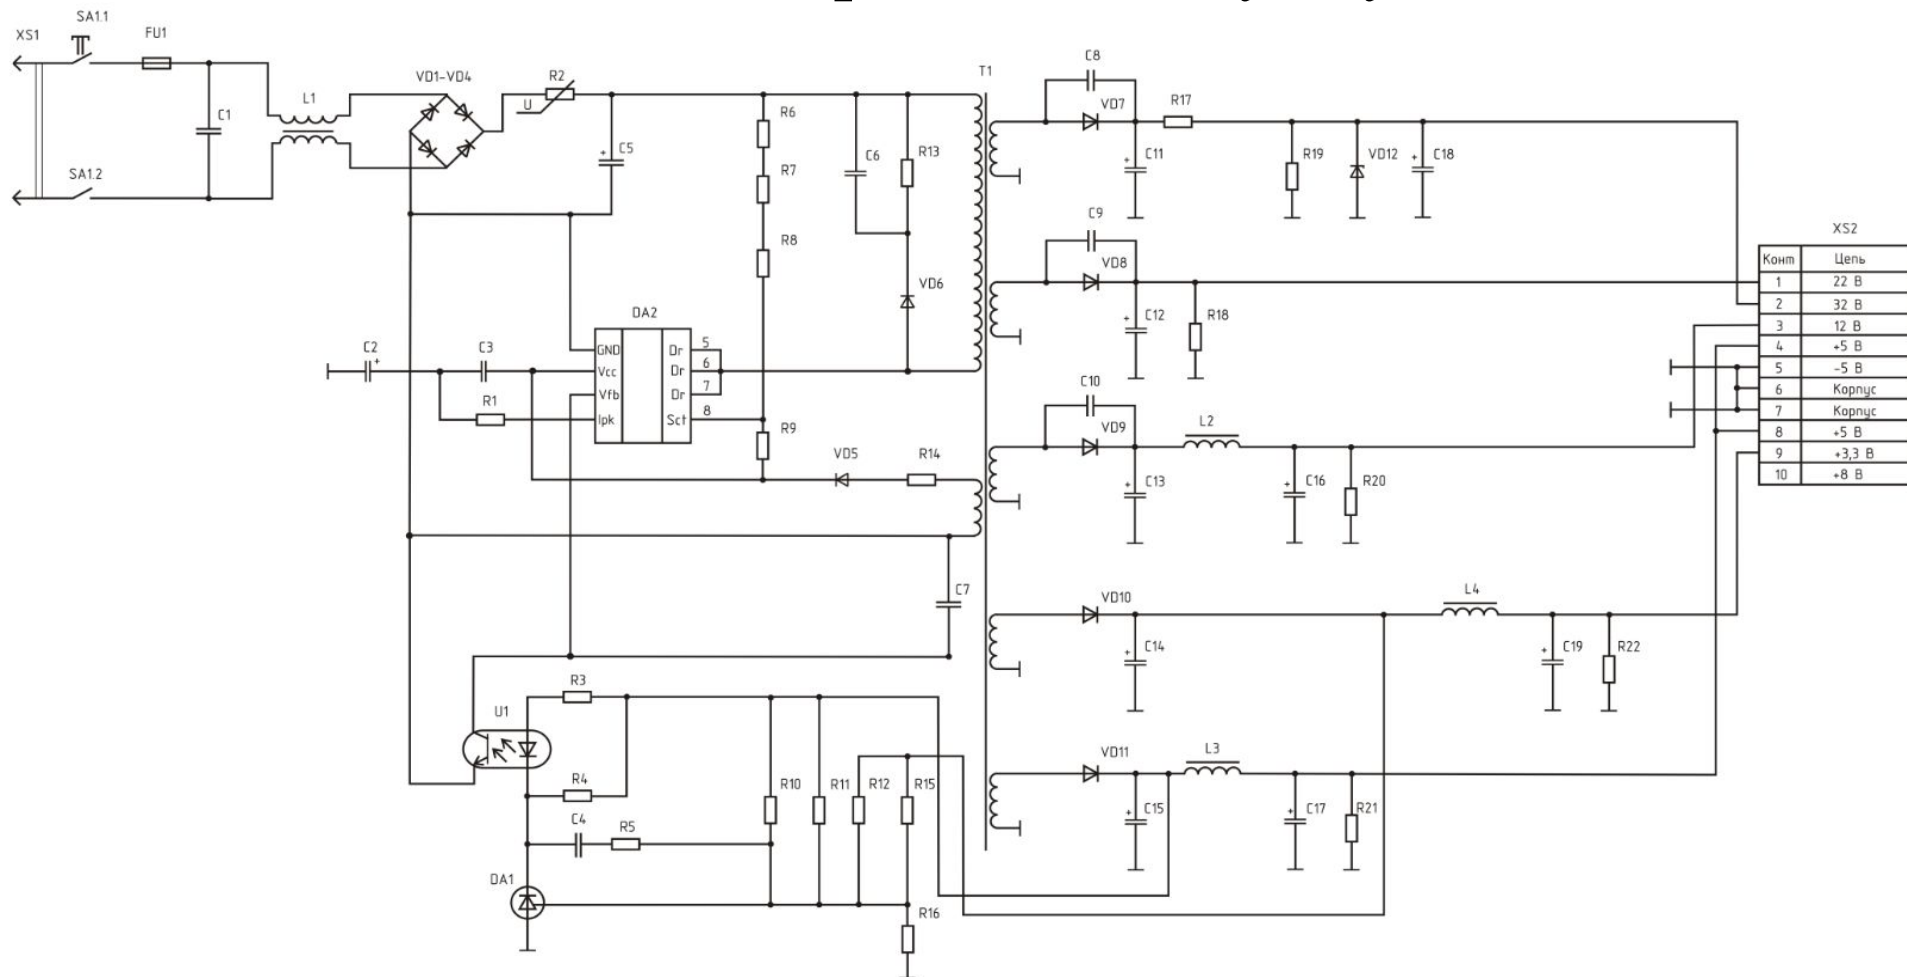 SA1.1
XS1
FU1
SA1.2
C1
L1
VD1-VD4
R2
U
C5
R6
R7
R8
C6
R13
VD6
T1
C8
VD7
R17
C11
R19
VD12
C18
C9
VD8
C12
R18
C10
VD9
L2
C13
C16
R20
XS2
Конт Цепь
1 22 В
2 32 В
3 12 В
4 +5 В
5 -5 В
6 Корпус
7 Корпус
8 +5 В
9 +3,3 В
10 +8 В
DA2
GND Dr 5
Vcc Dr 6
Vfb Dr 7
Ipk Sct 8
C2 +
C3
R1
R9
VD5
R14
C7
VD10
C14
L4
C19
R22
VD11
C15
L3
C17
R21
R3
U1
R4
C4
R5
R10
R11
R12
R15
DA1
R16